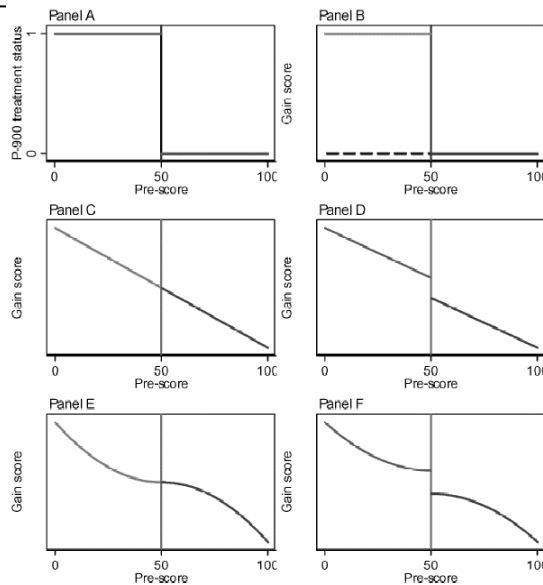 Panel A
P-900 treatment status
1
0
0
50
100
Pre-score
Panel B
Gain score
0
50
100
Pre-score
Panel C
Gain score
0
50
100
Pre-score
Panel D
Gain score
0
50
100
Pre-score
Panel E
Gain score
0
50
100
Pre-score
Panel F
Gain score
0
50
100
Pre-score